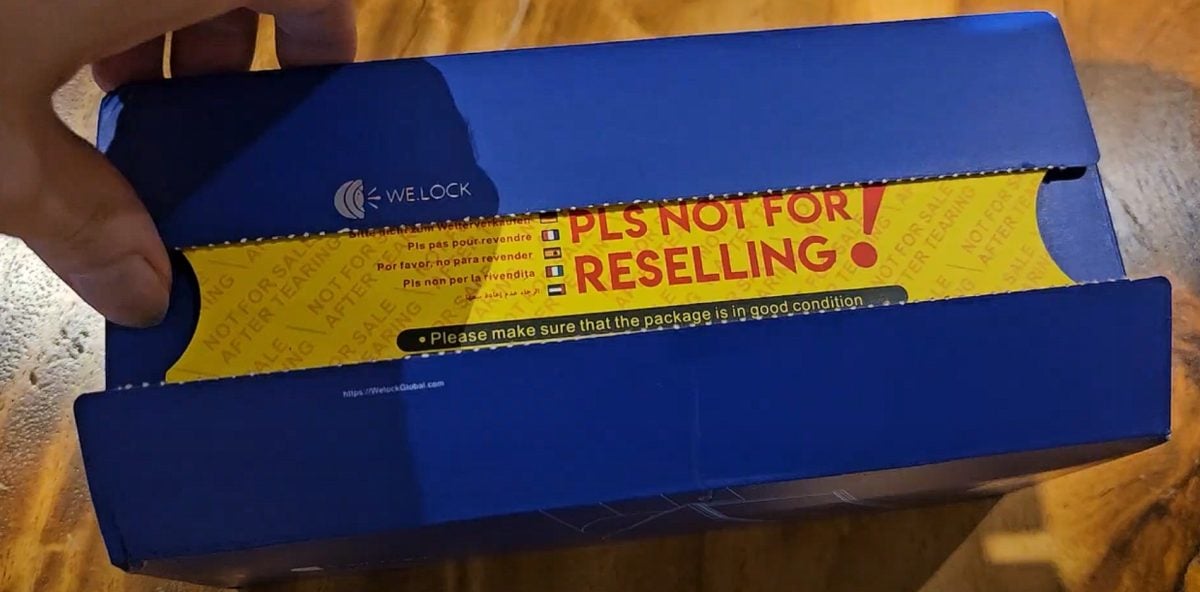 WE.LOCK
PLS NOT FOR
RESELLING!
Pls pas pour revendre
Por favor, no para revender
Pls non per la rivendita
• Please make sure that the package is in good condition
https://WelockGlobal.com
NOT FOR SALE
AFTER TEARING